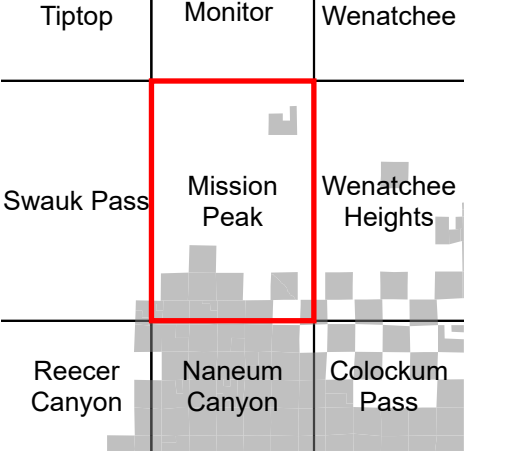 Tiptop
Monitor
Wenatchee
Swauk Pass
Mission
Peak
Wenatchee
Heights
Reecer
Canyon
Naneum
Canyon
Colockum
Pass